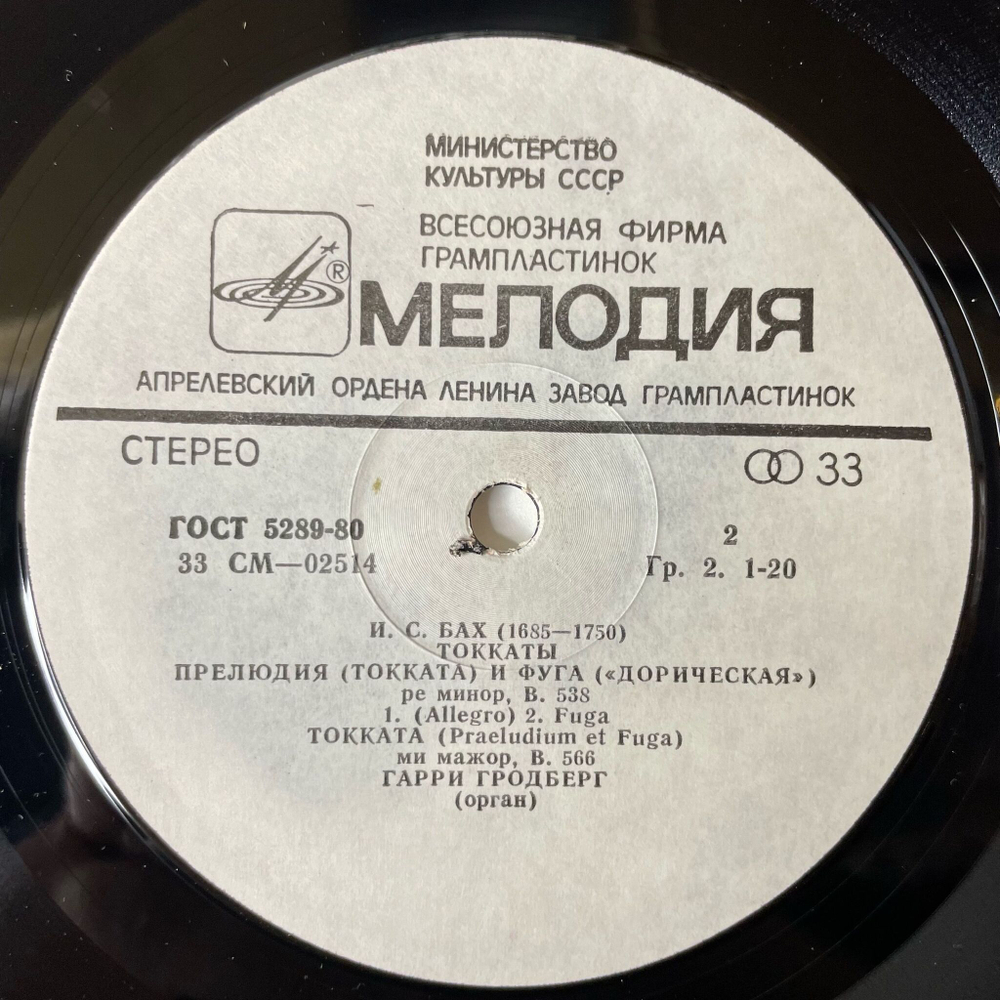 МИНИСТЕРСТВО
КУЛЬТУРЫ СССР
ВСЕСОЮЗНАЯ ФИРМА
ГРАМПЛАСТИНОК
®
МЕЛОДИЯ
АПРЕЛЕВСКИЙ ОРДЕНА ЛЕНИНА ЗАВОД ГРАМПЛАСТИНОК
СТЕРЕО 33
ГОСТ 5289-80 2
33 СМ—02514 Гр. 2. 1-20
И. С. БАХ (1685—1750)
ТОККАТЫ
ПРЕЛЮДИЯ (ТОККАТА) И ФУГА («ДОРИЧЕСКАЯ»)
ре минор, В. 538
1. (Allegro) 2. Fuga
ТОККАТА (Praeludium et Fuga)
ми мажор, В. 566
ГАРРИ ГРОДБЕРГ
(орган)